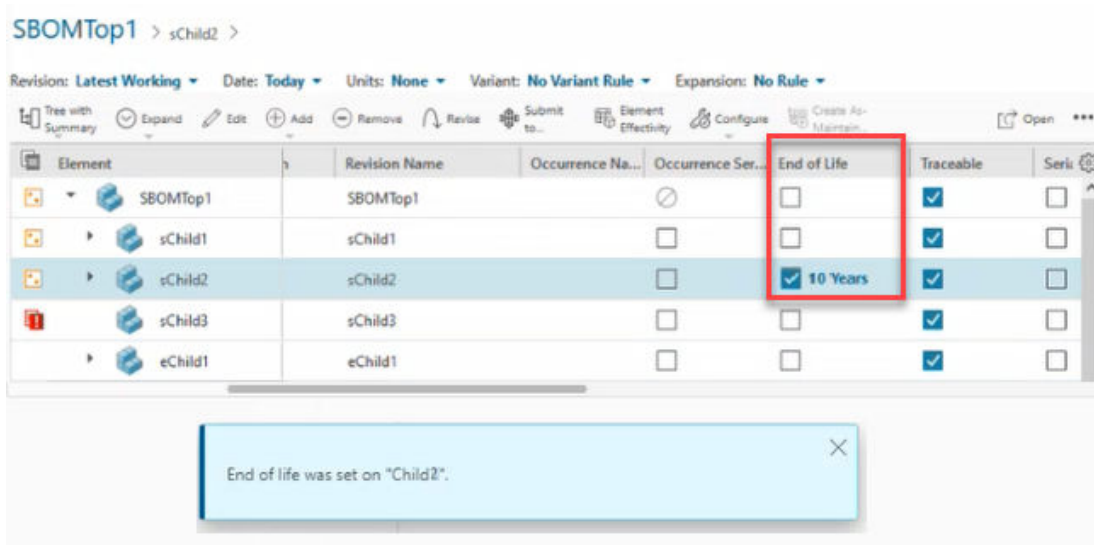 SBOMTop1 > sChild2 >
Revision: Latest Working Date: Today Units: None Variant: No Variant Rule Expansion: No Rule
Tree with Summary Expand Edit Add Remove Revise Submit to... Element Effectivity Configure Create As-Maintain... Open •••
Element Revision Name Occurrence Na... Occurrence Ser... End of Life Traceable Seri
SBOMTop1 SBOMTop1
sChild1 sChild1
sChild2 sChild2 10 Years
sChild3 sChild3
eChild1 eChild1
End of life was set on "Child2".